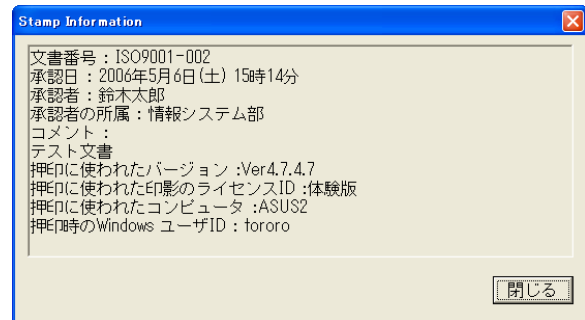 Stamp Information
文書番号：ISO9001-002
承認日：2006年5月6日(土) 15時14分
承認者：鈴木太郎
承認者の所属：情報システム部
コメント：
テスト文書
押印に使われたバージョン :Ver4.7.4.7
押印に使われた印影のライセンスID :体験版
押印に使われたコンピュータ :ASUS2
押印時のWindows ユーザID : tororo
閉じる